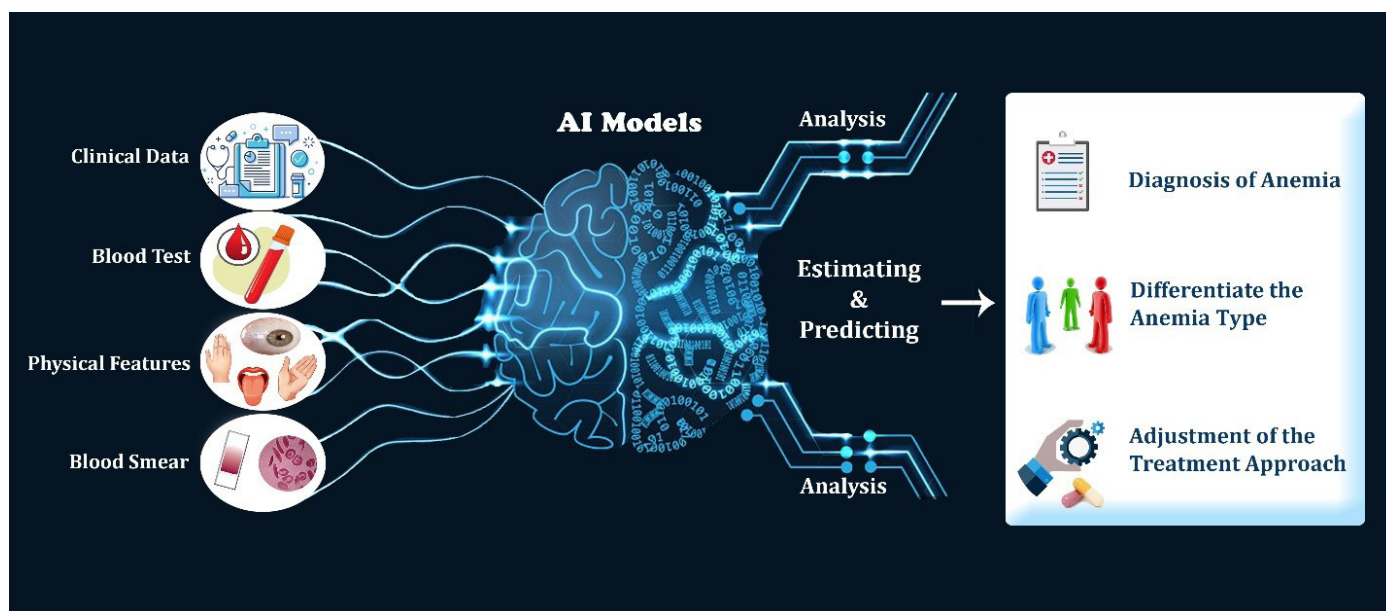 Clinical Data
Blood Test
Physical Features
Blood Smear
AI Models
Analysis
Estimating
&
Predicting
Analysis
Diagnosis of Anemia
Differentiate the
Anemia Type
Adjustment of the
Treatment Approach